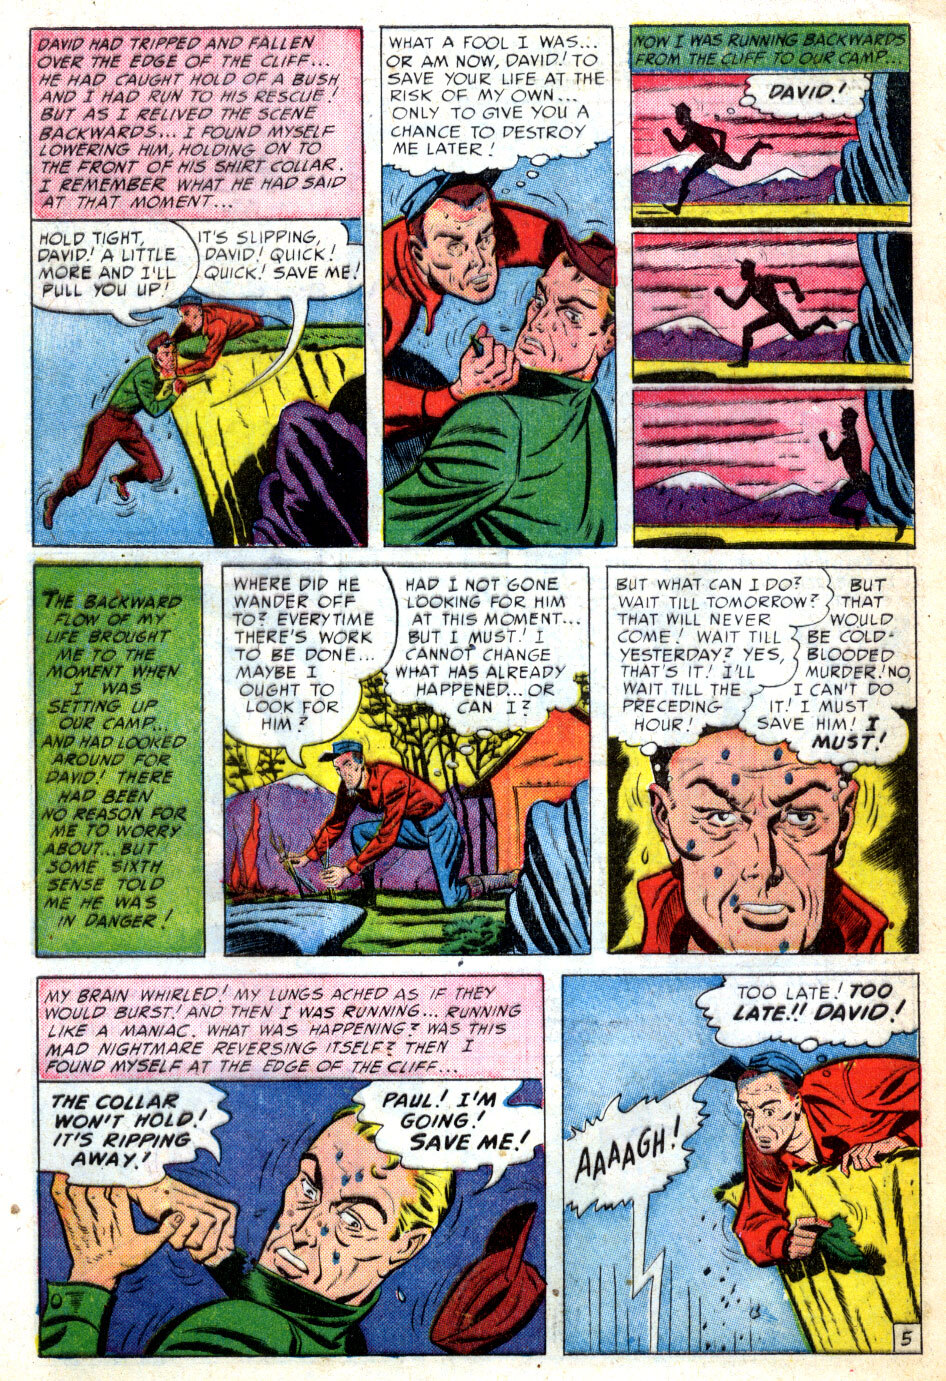 DAVID HAD TRIPPED AND FALLEN
OVER THE EDGE OF THE CLIFF...
HE HAD CAUGHT HOLD OF A BUSH
AND I HAD RUN TO HIS RESCUE!
BUT AS I RELIVED THE SCENE
BACKWARDS... I FOUND MYSELF
LOWERING HIM, HOLDING ON TO
THE FRONT OF HIS SHIRT COLLAR.
I REMEMBER WHAT HE HAD SAID
AT THAT MOMENT...
HOLD TIGHT,
DAVID! A LITTLE
MORE AND I'LL
PULL YOU UP!
IT'S SLIPPING,
DAVID! QUICK!
QUICK! SAVE ME!
WHAT A FOOL I WAS...
OR AM NOW, DAVID! TO
SAVE YOUR LIFE AT THE
RISK OF MY OWN...
ONLY TO GIVE YOU A
CHANCE TO DESTROY
ME LATER!
NOW I WAS RUNNING BACKWARDS
FROM THE CLIFF TO OUR CAMP...
DAVID!
THE BACKWARD
FLOW OF MY
LIFE BROUGHT
ME TO THE
MOMENT WHEN
I WAS
SETTING UP
OUR CAMP...
AND HAD LOOKED
AROUND FOR
DAVID! THERE
HAD BEEN
NO REASON FOR
ME TO WORRY
ABOUT... BUT
SOME SIXTH
SENSE TOLD
ME HE WAS
IN DANGER!
WHERE DID HE
WANDER OFF
TO? EVERYTIME
THERE'S WORK
TO BE DONE...
MAYBE I
OUGHT TO
LOOK FOR
HIM?
HAD I NOT GONE
LOOKING FOR HIM
AT THIS MOMENT...
BUT I MUST! I
CANNOT CHANGE
WHAT HAS ALREADY
HAPPENED... OR
CAN I?
BUT WHAT CAN I DO?
WAIT TILL TOMORROW?
THAT WILL NEVER
COME! WAIT TILL
YESTERDAY? YES,
THAT'S IT! I'LL
WAIT TILL THE
PRECEDING
HOUR!
BUT
THAT
WOULD
BE COLD-
BLOODED
MURDER! NO,
I CAN'T DO
IT! I MUST
SAVE HIM! I
MUST!
MY BRAIN WHIRLED! MY LUNGS ACHED AS IF THEY
WOULD BURST! AND THEN I WAS RUNNING... RUNNING
LIKE A MANIAC. WHAT WAS HAPPENING? WAS THIS
MAD NIGHTMARE REVERSING ITSELF? THEN I
FOUND MYSELF AT THE EDGE OF THE CLIFF...
THE COLLAR
WON'T HOLD!
IT'S RIPPING
AWAY!
PAUL! I'M
GOING!
SAVE ME!
TOO LATE! TOO
LATE!! DAVID!
AAAAGH!
5